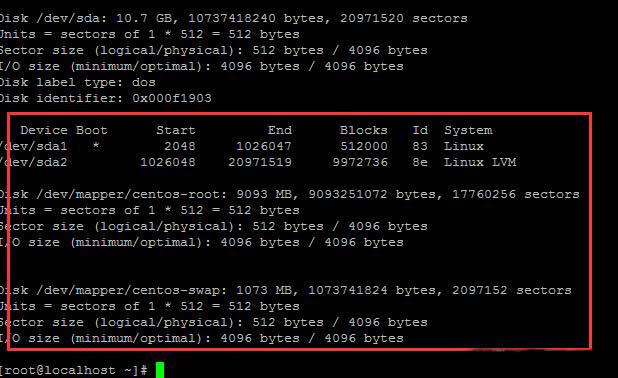 Disk /dev/sda: 10.7 GB, 10737418240 bytes, 20971520 sectors
Units = sectors of 1 * 512 = 512 bytes
Sector size (logical/physical): 512 bytes / 4096 bytes
I/O size (minimum/optimal): 4096 bytes / 4096 bytes
Disk label type: dos
Disk identifier: 0x000f1903
Device Boot Start End Blocks Id System
/dev/sda1 * 2048 1026047 512000 83 Linux
/dev/sda2 1026048 20971519 9972736 8e Linux LVM
Disk /dev/mapper/centos-root: 9093 MB, 9093251072 bytes, 17760256 sectors
Units = sectors of 1 * 512 = 512 bytes
Sector size (logical/physical): 512 bytes / 4096 bytes
I/O size (minimum/optimal): 4096 bytes / 4096 bytes
Disk /dev/mapper/centos-swap: 1073 MB, 1073741824 bytes, 2097152 sectors
Units = sectors of 1 * 512 = 512 bytes
Sector size (logical/physical): 512 bytes / 4096 bytes
I/O size (minimum/optimal): 4096 bytes / 4096 bytes
[root@localhost ~]#